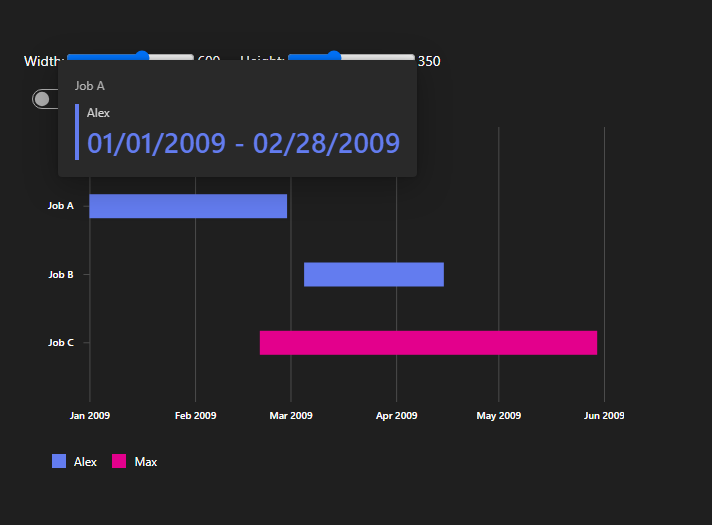 Width: 600 Height: 350
Job A
Alex
01/01/2009 - 02/28/2009
Job A
Job B
Job C
Jan 2009 Feb 2009 Mar 2009 Apr 2009 May 2009 Jun 2009
Alex Max